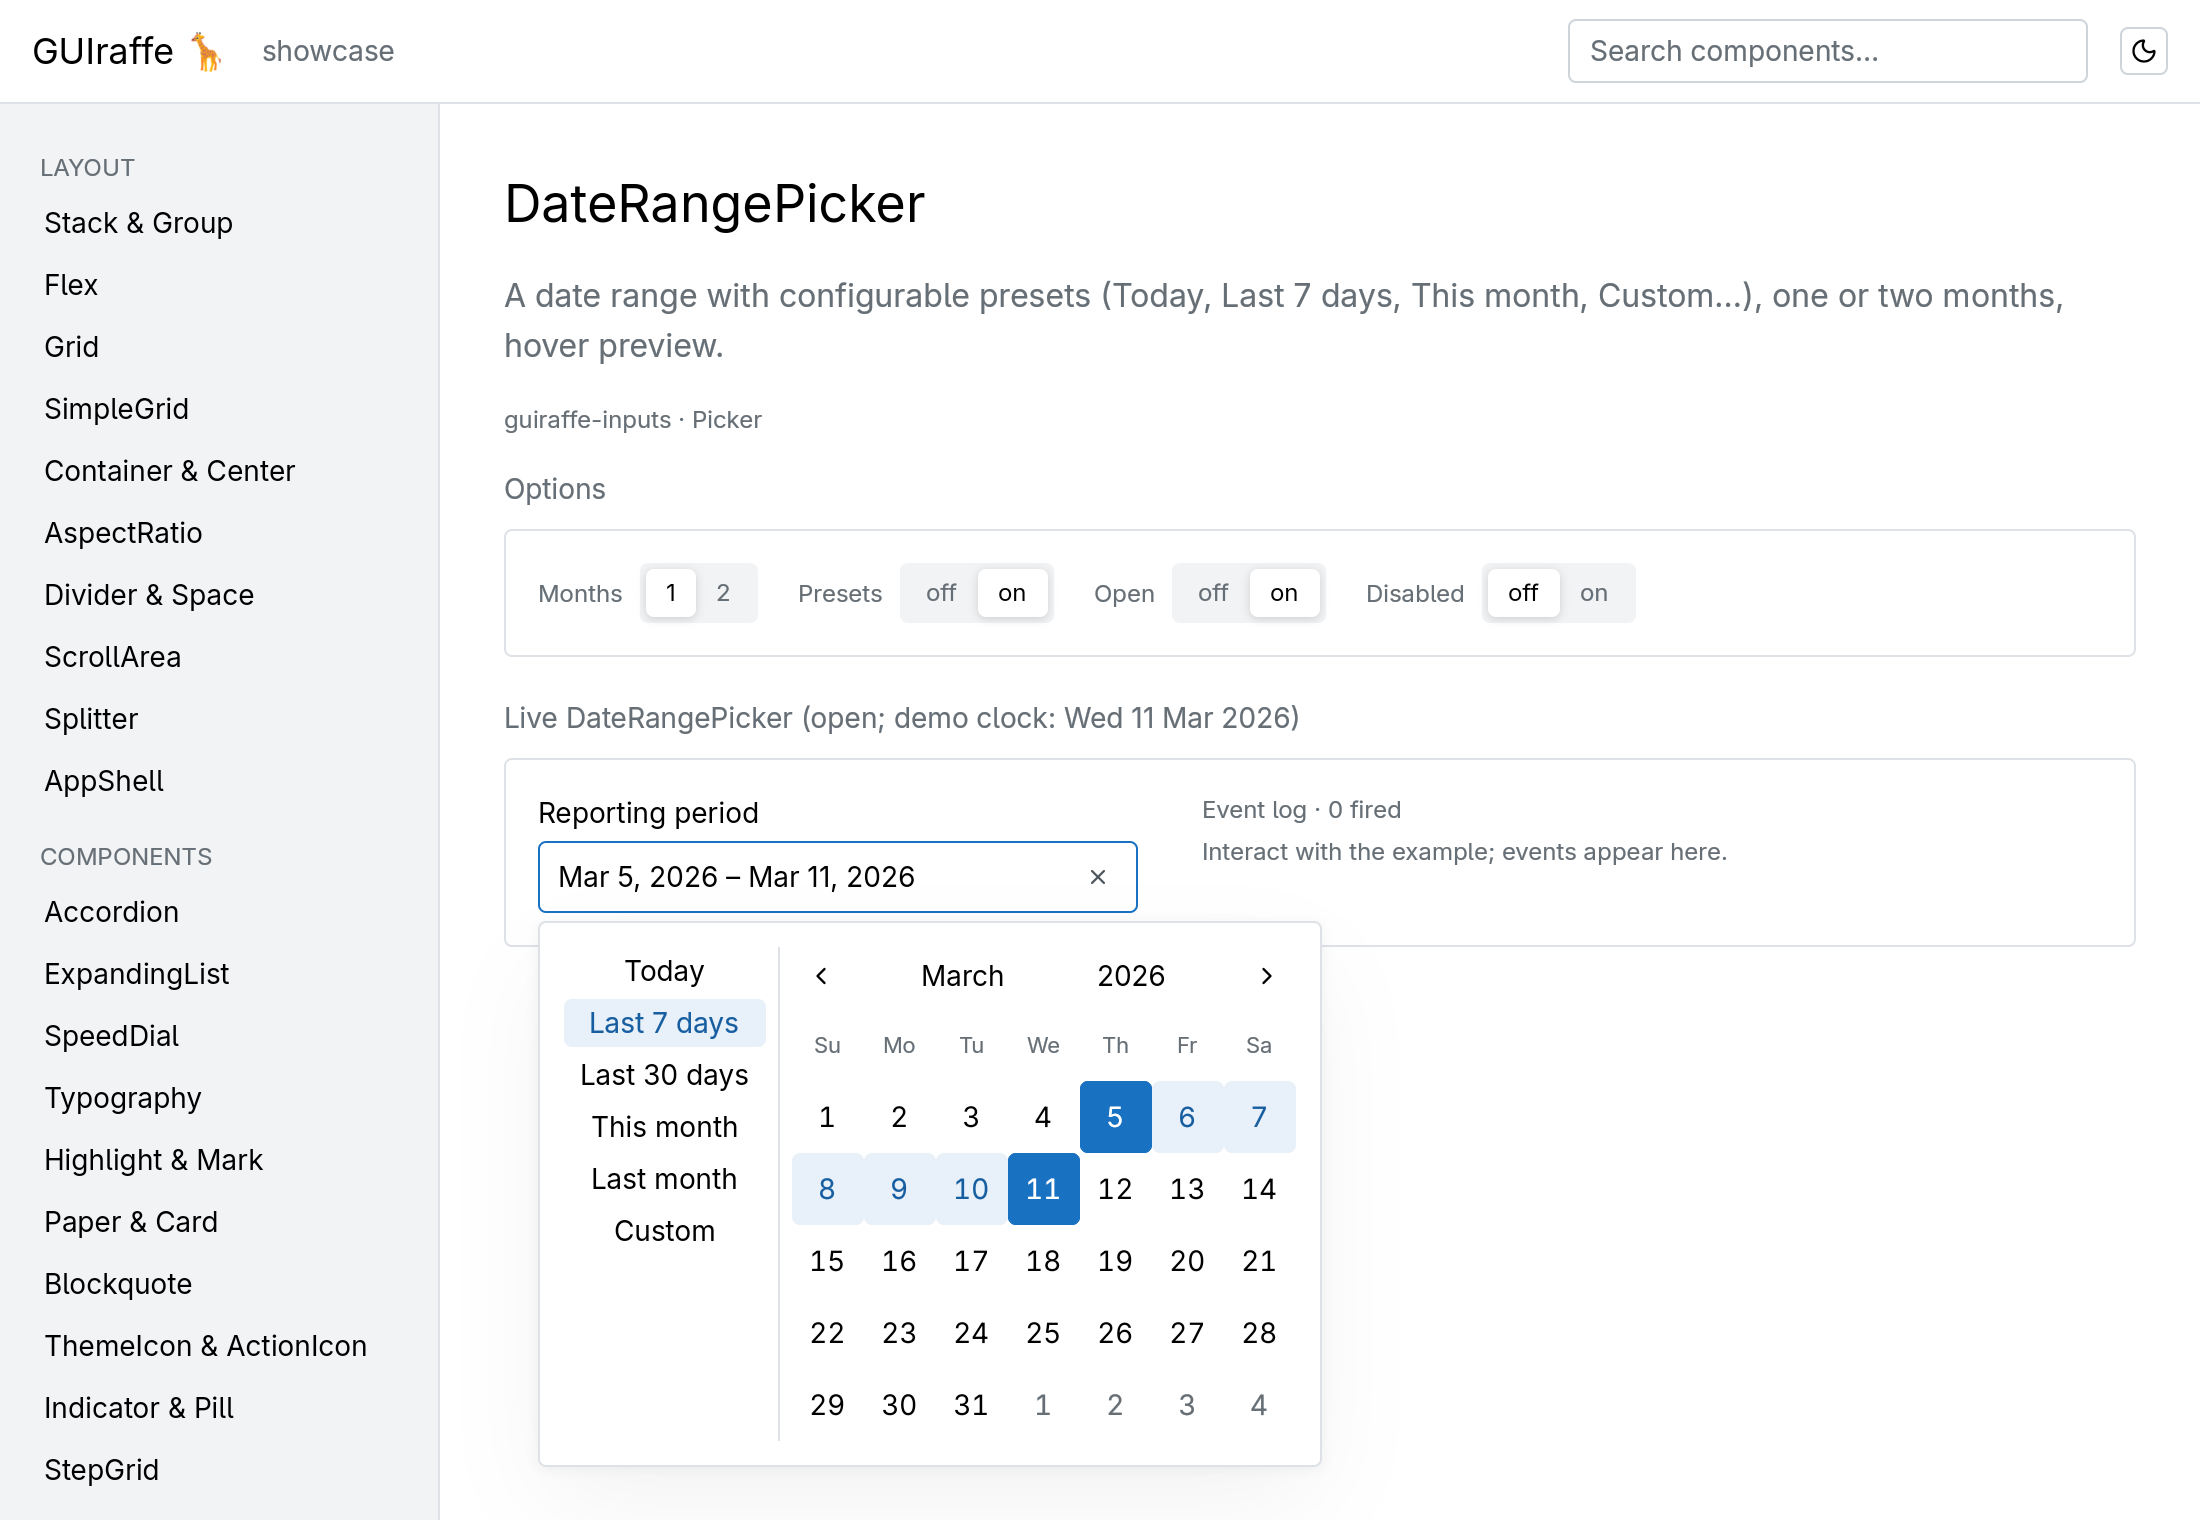 GUIraffe 🦒 showcase
Search components...
LAYOUT
Stack & Group
Flex
Grid
SimpleGrid
Container & Center
AspectRatio
Divider & Space
ScrollArea
Splitter
AppShell
COMPONENTS
Accordion
ExpandingList
SpeedDial
Typography
Highlight & Mark
Paper & Card
Blockquote
ThemeIcon & ActionIcon
Indicator & Pill
StepGrid
DateRangePicker
A date range with configurable presets (Today, Last 7 days, This month, Custom...), one or two months,
hover preview.
guiraffe-inputs · Picker
Options
Months 1 2 Presets off on Open off on Disabled off on
Live DateRangePicker (open; demo clock: Wed 11 Mar 2026)
Reporting period
Mar 5, 2026 – Mar 11, 2026
Event log · 0 fired
Interact with the example; events appear here.
Today
Last 7 days
Last 30 days
This month
Last month
Custom
March 2026
Su Mo Tu We Th Fr Sa
1 2 3 4 5 6 7
8 9 10 11 12 13 14
15 16 17 18 19 20 21
22 23 24 25 26 27 28
29 30 31 1 2 3 4